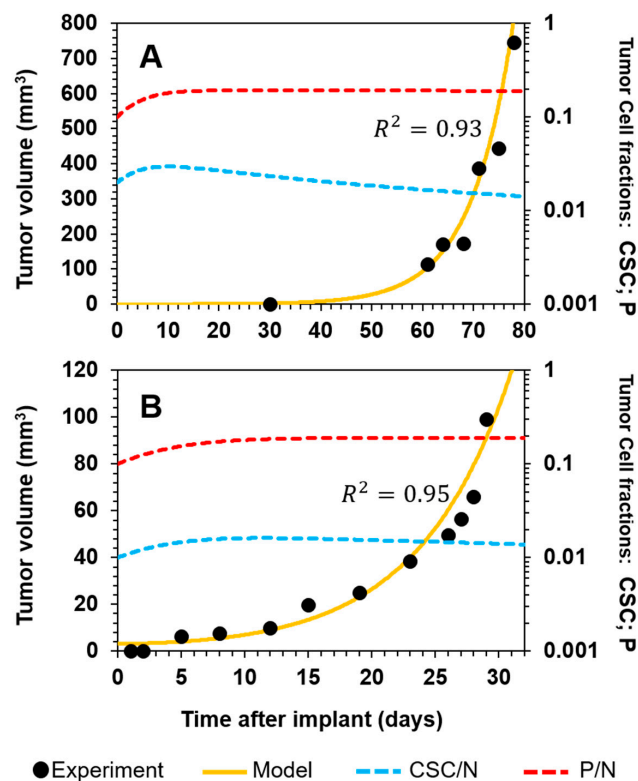 A
Tumor volume (mm³)
800
700
600
500
400
300
200
100
0
R² = 0.93
1
0.1
0.01
0.001
Tumor Cell fractions: CSC; P
0 10 20 30 40 50 60 70 80
B
Tumor volume (mm³)
120
100
80
60
40
20
0
R² = 0.95
1
0.1
0.01
0.001
Tumor Cell fractions: CSC; P
0 5 10 15 20 25 30
Time after implant (days)
Experiment Model CSC/N P/N